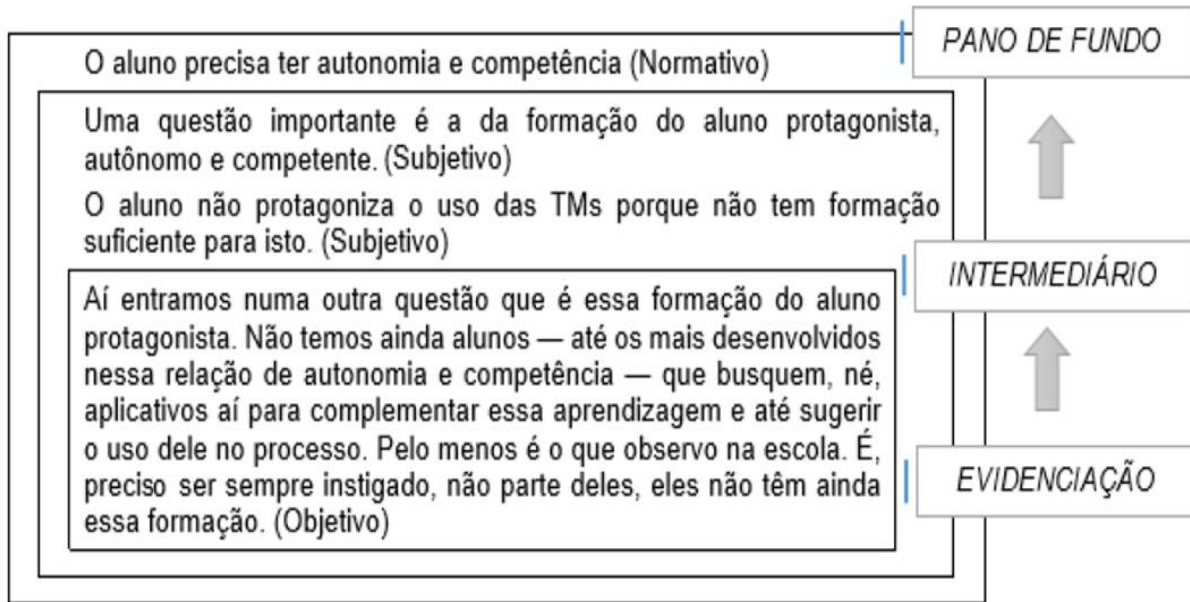 PANO DE FUNDO
O aluno precisa ter autonomia e competência (Normativo)
Uma questão importante é a da formação do aluno protagonista,
autônomo e competente. (Subjetivo)
O aluno não protagoniza o uso das TMs porque não tem formação
suficiente para isto. (Subjetivo)
INTERMEDIÁRIO
Aí entramos numa outra questão que é essa formação do aluno
protagonista. Não temos ainda alunos — até os mais desenvolvidos
nessa relação de autonomia e competência — que busquem, né,
aplicativos aí para complementar essa aprendizagem e até sugerir
o uso dele no processo. Pelo menos é o que observo na escola. É,
preciso ser sempre instigado, não parte deles, eles não têm ainda
essa formação. (Objetivo)
EVIDENCIAÇÃO